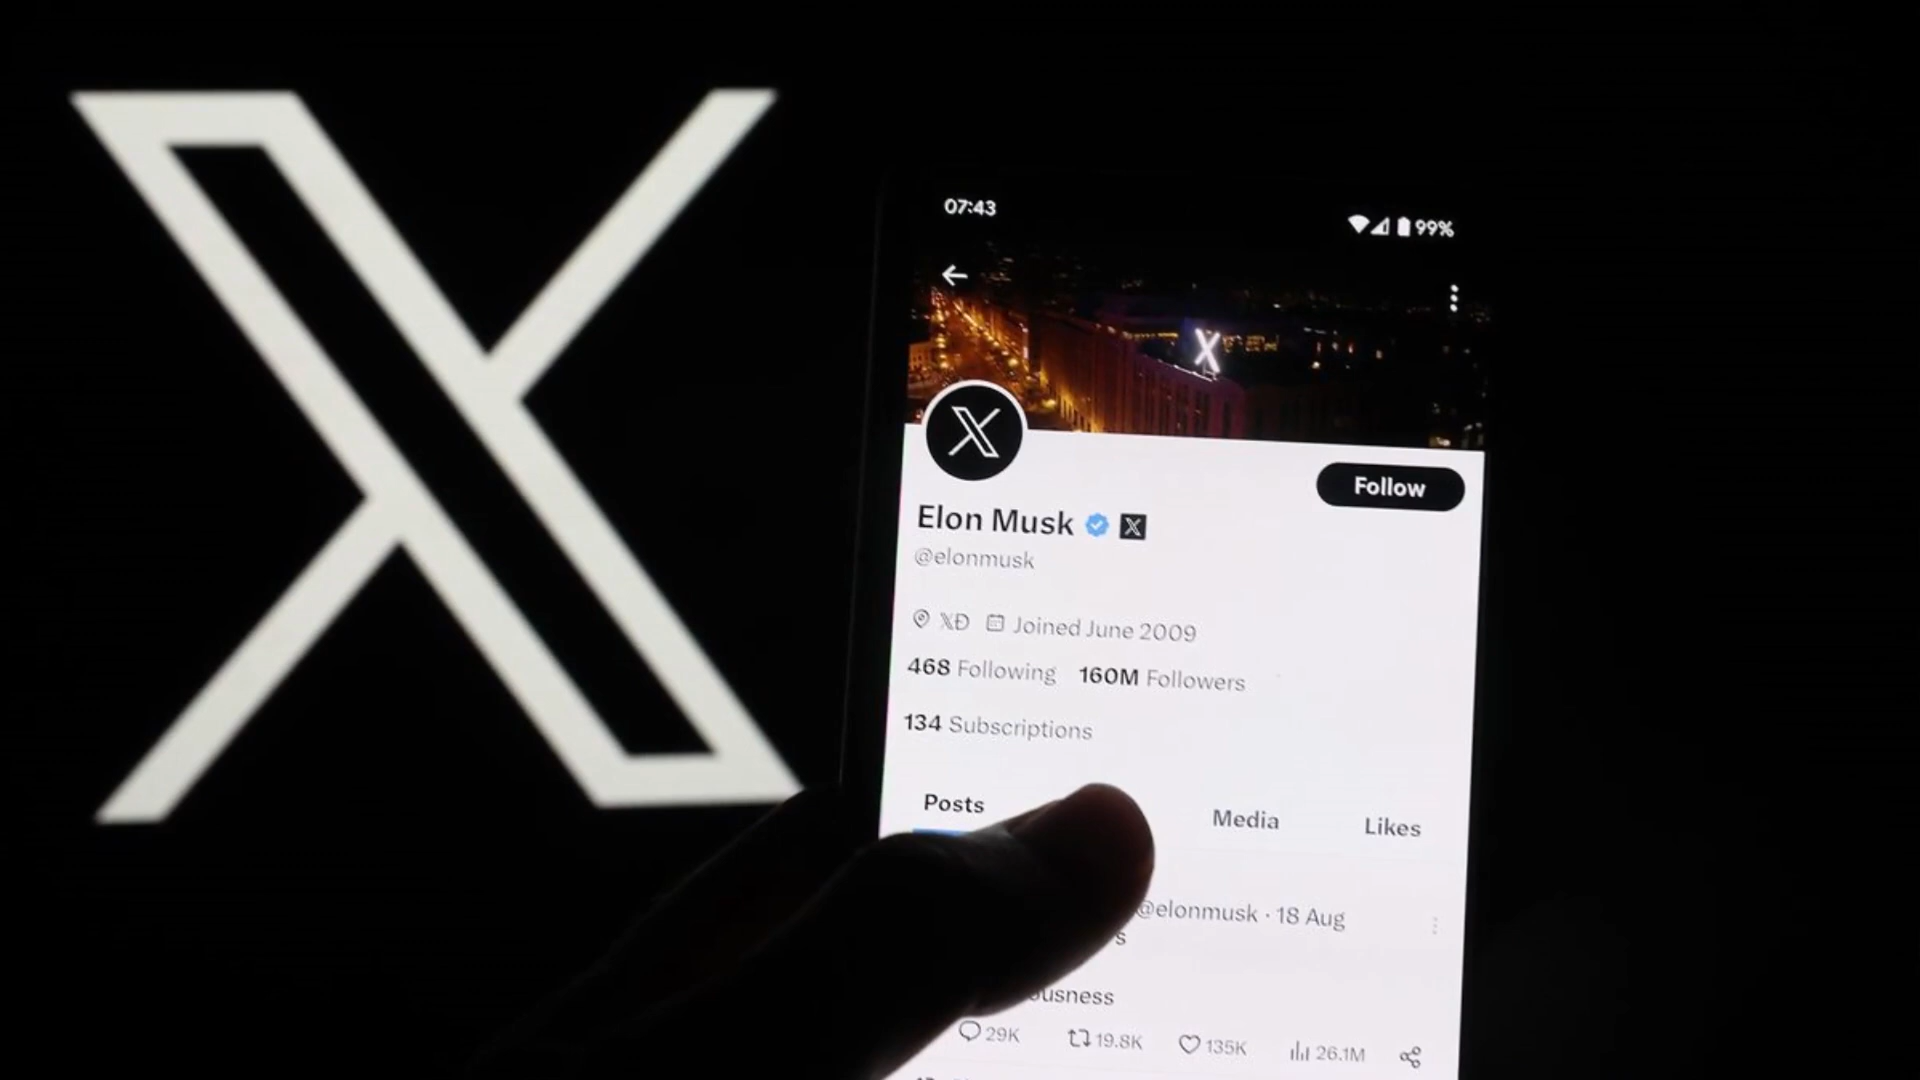 07:43
99%
X
Follow
Elon Musk
@elonmusk
𝕏Ð Joined June 2009
468 Following 160M Followers
134 Subscriptions
Posts Media Likes
@elonmusk · 18 Aug
29K 19.8K 135K 26.1M